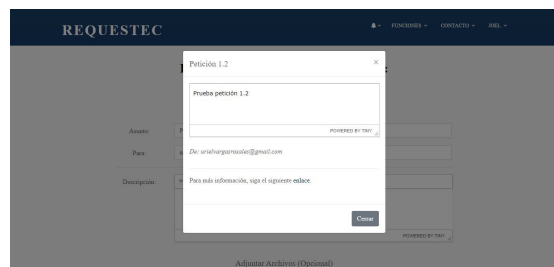 REQUESTEC
FUNCIONES
CONTACTO
JOEL
Petición 1.2
×
Prueba petición 1.2
POWERED BY TINY
De: urielvargasrosales@gmail.com
Para más información, siga el siguiente enlace.
Cerrar
Asunto:
Para:
Descripción:
POWERED BY TINY
Adjuntar Archivos (Opcional)